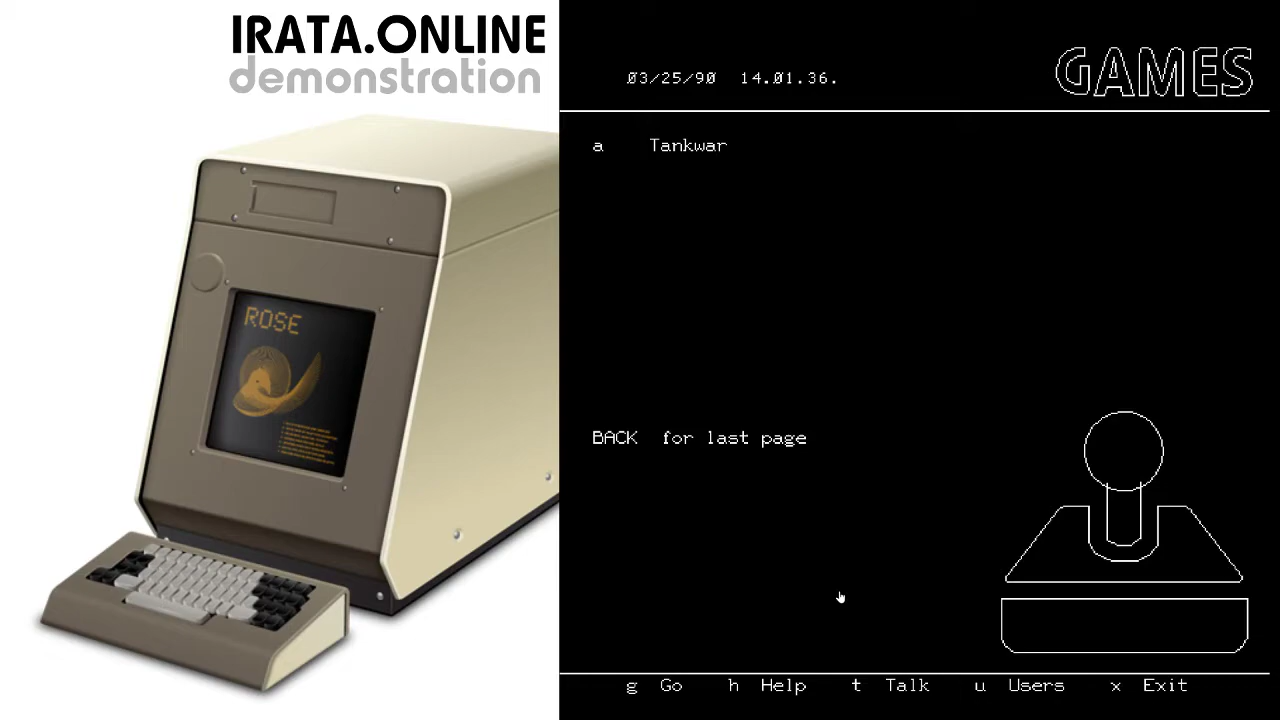 IRATA.ONLINE
demonstration
ROSE
03/25/90 14.01.36.
GAMES
a Tankwar
BACK for last page
g Go h Help t Talk u Users x Exit